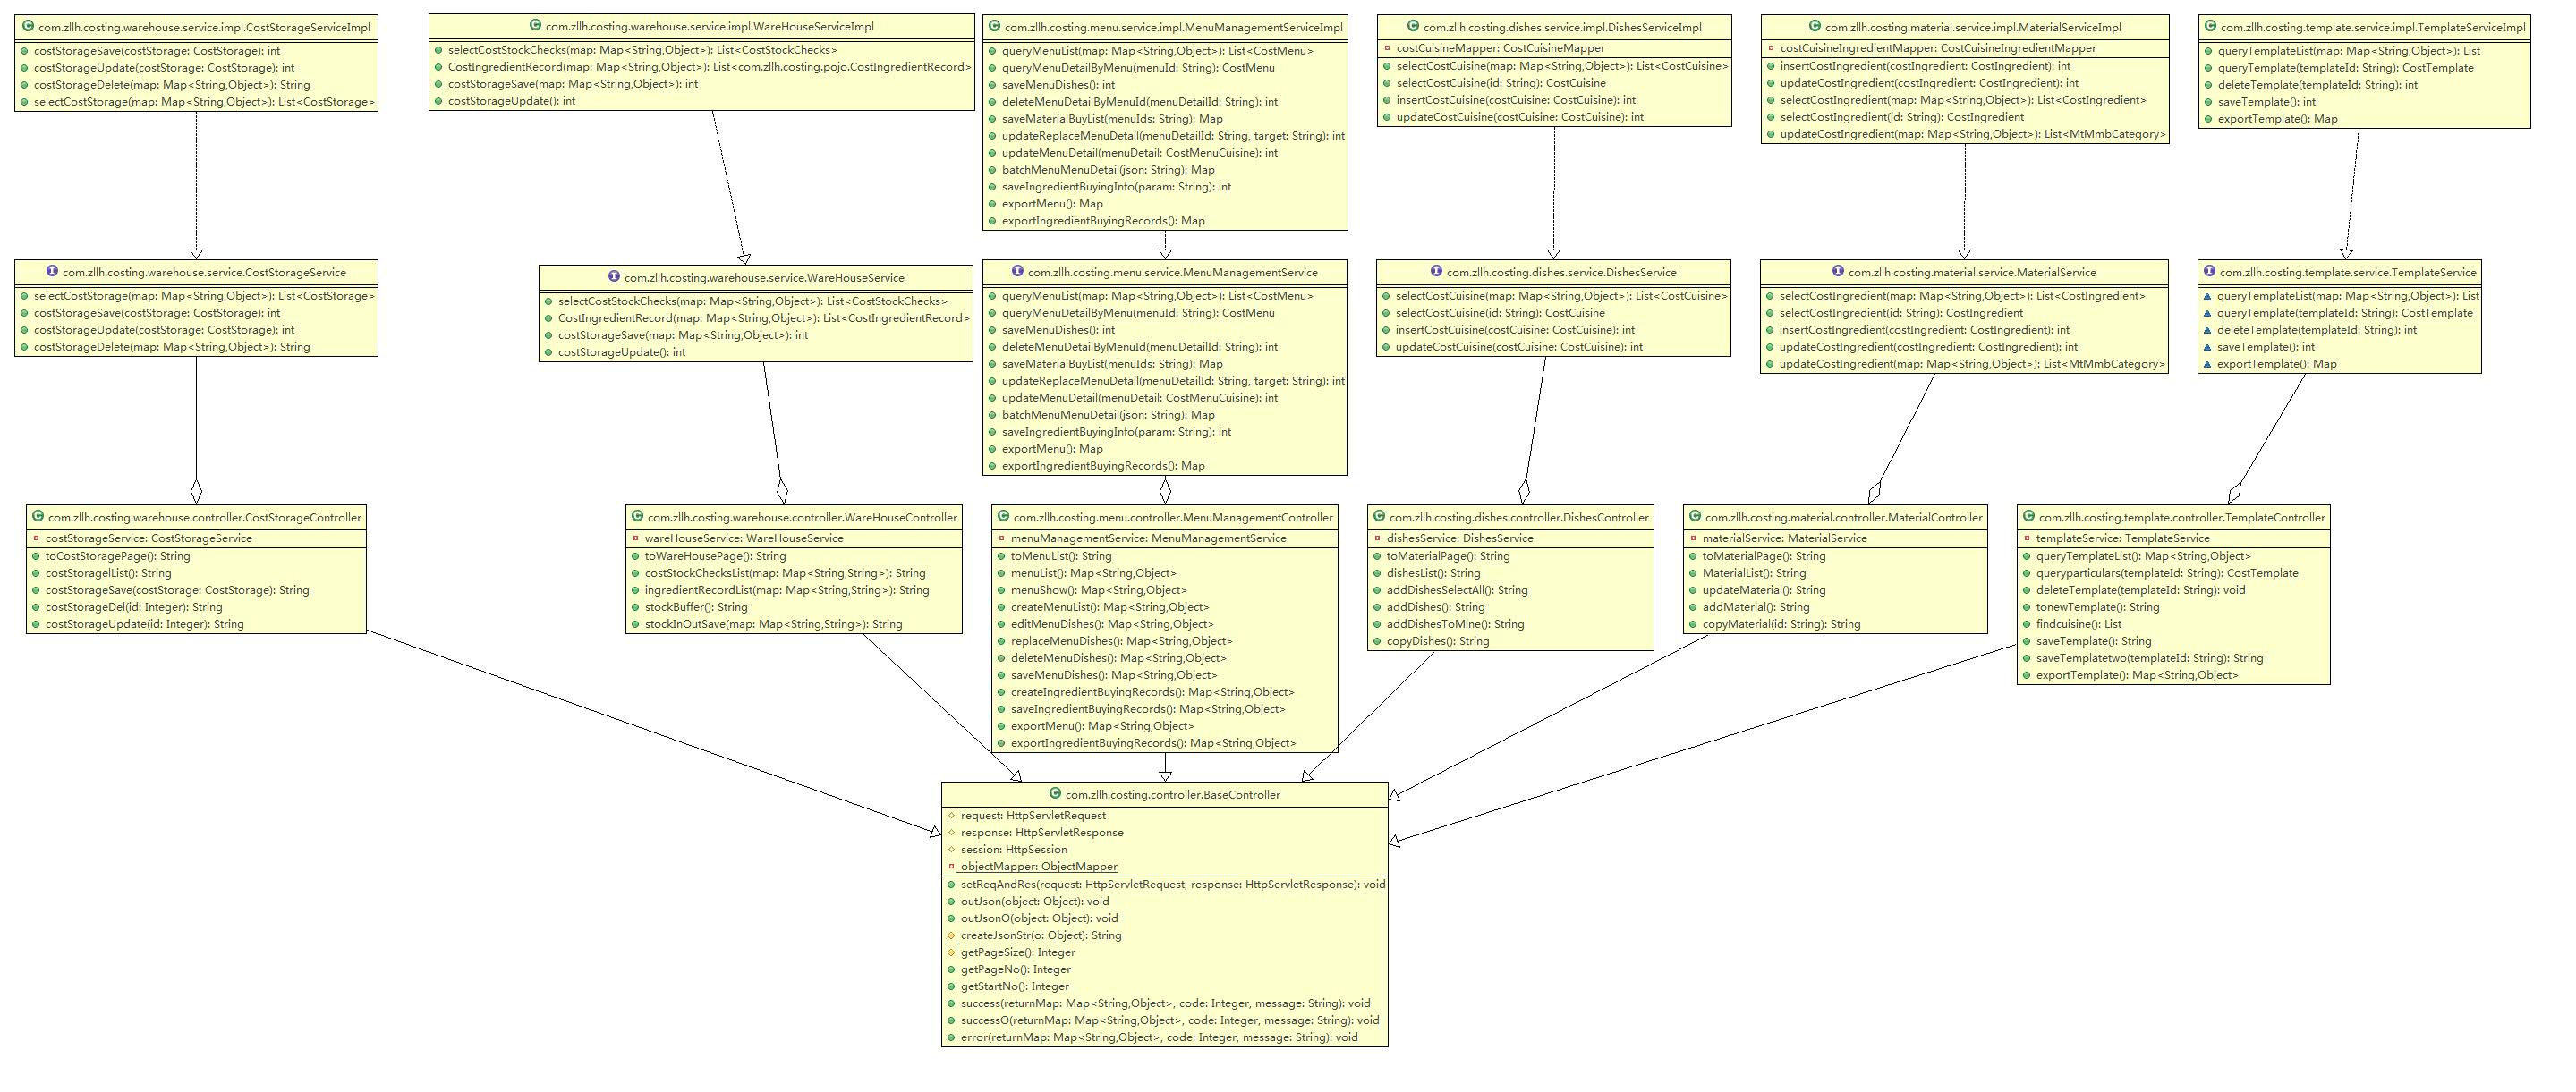 com.zllh.costing.warehouse.service.impl.CostStorageServiceImpl
costStorageSave(costStorage: CostStorage): int
costStorageUpdate(costStorage: CostStorage): int
costStorageDelete(map: Map<String,Object>): String
selectCostStorage(map: Map<String,Object>): List<CostStorage>
com.zllh.costing.warehouse.service.impl.WareHouseServiceImpl
selectCostStockChecks(map: Map<String,Object>): List<CostStockChecks>
CostIngredientRecord(map: Map<String,Object>): List<com.zllh.costing.pojo.CostIngredientRecord>
costStorageSave(map: Map<String,Object>): int
costStorageUpdate(): int
com.zllh.costing.menu.service.impl.MenuManagementServiceImpl
queryMenuList(map: Map<String,Object>): List<CostMenu>
queryMenuDetailByMenu(menuId: String): CostMenu
saveMenuDishes(): int
deleteMenuDetailByMenuId(menuDetailId: String): int
saveMaterialBuyList(menuIds: String): Map
updateReplaceMenuDetail(menuDetailId: String, target: String): int
updateMenuDetail(menuDetail: CostMenuCuisine): int
batchMenuMenuDetail(json: String): Map
saveIngredientBuyingInfo(param: String): int
exportMenu(): Map
exportIngredientBuyingRecords(): Map
com.zllh.costing.dishes.service.impl.DishesServiceImpl
costCuisineMapper: CostCuisineMapper
selectCostCuisine(map: Map<String,Object>): List<CostCuisine>
selectCostCuisine(id: String): CostCuisine
insertCostCuisine(costCuisine: CostCuisine): int
updateCostCuisine(costCuisine: CostCuisine): int
com.zllh.costing.material.service.impl.MaterialServiceImpl
costCuisineIngredientMapper: CostCuisineIngredientMapper
insertCostIngredient(costIngredient: CostIngredient): int
updateCostIngredient(costIngredient: CostIngredient): int
selectCostIngredient(map: Map<String,Object>): List<CostIngredient>
selectCostIngredient(id: String): CostIngredient
updateCostIngredient(map: Map<String,Object>): List<MtMmbCategory>
com.zllh.costing.template.service.impl.TemplateServiceImpl
queryTemplateList(map: Map<String,Object>): List
queryTemplate(templateId: String): CostTemplate
deleteTemplate(templateId: String): int
saveTemplate(): int
exportTemplate(): Map
com.zllh.costing.warehouse.service.CostStorageService
selectCostStorage(map: Map<String,Object>): List<CostStorage>
costStorageSave(costStorage: CostStorage): int
costStorageUpdate(costStorage: CostStorage): int
costStorageDelete(map: Map<String,Object>): String
com.zllh.costing.warehouse.service.WareHouseService
selectCostStockChecks(map: Map<String,Object>): List<CostStockChecks>
CostIngredientRecord(map: Map<String,Object>): List<CostIngredientRecord>
costStorageSave(map: Map<String,Object>): int
costStorageUpdate(): int
com.zllh.costing.menu.service.MenuManagementService
queryMenuList(map: Map<String,Object>): List<CostMenu>
queryMenuDetailByMenu(menuId: String): CostMenu
saveMenuDishes(): int
deleteMenuDetailByMenuId(menuDetailId: String): int
saveMaterialBuyList(menuIds: String): Map
updateReplaceMenuDetail(menuDetailId: String, target: String): int
updateMenuDetail(menuDetail: CostMenuCuisine): int
batchMenuMenuDetail(json: String): Map
saveIngredientBuyingInfo(param: String): int
exportMenu(): Map
exportIngredientBuyingRecords(): Map
com.zllh.costing.dishes.service.DishesService
selectCostCuisine(map: Map<String,Object>): List<CostCuisine>
selectCostCuisine(id: String): CostCuisine
insertCostCuisine(costCuisine: CostCuisine): int
updateCostCuisine(costCuisine: CostCuisine): int
com.zllh.costing.material.service.MaterialService
selectCostIngredient(map: Map<String,Object>): List<CostIngredient>
selectCostIngredient(id: String): CostIngredient
insertCostIngredient(costIngredient: CostIngredient): int
updateCostIngredient(costIngredient: CostIngredient): int
updateCostIngredient(map: Map<String,Object>): List<MtMmbCategory>
com.zllh.costing.template.service.TemplateService
queryTemplateList(map: Map<String,Object>): List
queryTemplate(templateId: String): CostTemplate
deleteTemplate(templateId: String): int
saveTemplate(): int
exportTemplate(): Map
com.zllh.costing.warehouse.controller.CostStorageController
costStorageService: CostStorageService
toCostStoragePage(): String
costStoragelList(): String
costStorageSave(costStorage: CostStorage): String
costStorageDel(id: Integer): String
costStorageUpdate(id: Integer): String
com.zllh.costing.warehouse.controller.WareHouseController
wareHouseService: WareHouseService
toWareHousePage(): String
costStockChecksList(map: Map<String,String>): String
ingredientRecordList(map: Map<String,String>): String
stockBuffer(): String
stockInOutSave(map: Map<String,String>): String
com.zllh.costing.menu.controller.MenuManagementController
menuManagementService: MenuManagementService
toMenuList(): String
menuList(): Map<String,Object>
menuShow(): Map<String,Object>
createMenuList(): Map<String,Object>
editMenuDishes(): Map<String,Object>
replaceMenuDishes(): Map<String,Object>
deleteMenuDishes(): Map<String,Object>
saveMenuDishes(): Map<String,Object>
createIngredientBuyingRecords(): Map<String,Object>
saveIngredientBuyingRecords(): Map<String,Object>
exportMenu(): Map<String,Object>
exportIngredientBuyingRecords(): Map<String,Object>
com.zllh.costing.dishes.controller.DishesController
dishesService: DishesService
toMaterialPage(): String
dishesList(): String
addDishesSelectAll(): String
addDishes(): String
addDishesToMine(): String
copyDishes(): String
com.zllh.costing.material.controller.MaterialController
materialService: MaterialService
toMaterialPage(): String
MaterialList(): String
updateMaterial(): String
addMaterial(): String
copyMaterial(id: String): String
com.zllh.costing.template.controller.TemplateController
templateService: TemplateService
queryTemplateList(): Map<String,Object>
queryparticulars(templateId: String): CostTemplate
deleteTemplate(templateId: String): void
tonewTemplate(): String
findcuisine(): List
saveTemplate(): String
saveTemplatetwo(templateId: String): String
exportTemplate(): Map<String,Object>
com.zllh.costing.controller.BaseController
request: HttpServletRequest
response: HttpServletResponse
session: HttpSession
objectMapper: ObjectMapper
setReqAndRes(request: HttpServletRequest, response: HttpServletResponse): void
outJson(object: Object): void
outJsonO(object: Object): void
createJsonStr(o: Object): String
getPageSize(): Integer
getPageNo(): Integer
getStartNo(): Integer
success(returnMap: Map<String,Object>, code: Integer, message: String): void
successO(returnMap: Map<String,Object>, code: Integer, message: String): void
error(returnMap: Map<String,Object>, code: Integer, message: String): void